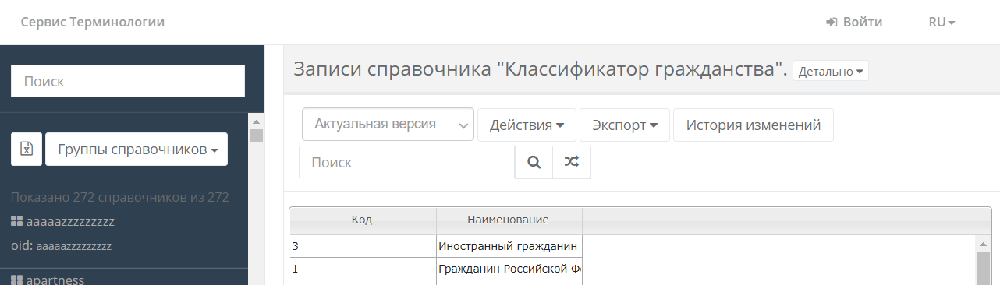 Сервис Терминологии
Войти
RU
Поиск
Группы справочников
Показано 272 справочников из 272
aaaaazzzzzzzzz
oid: aaaaazzzzzzzzz
apartness
Записи справочника "Классификатор гражданства". Детально
Актуальная версия
Действия
Экспорт
История изменений
Поиск
Код Наименование
3 Иностранный гражданин
1 Гражданин Российской Ф